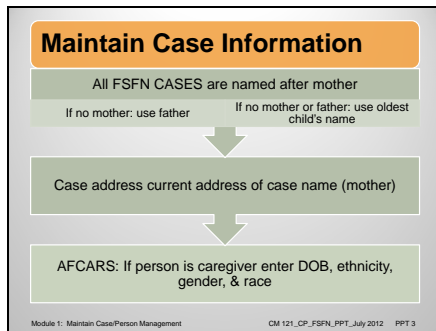 Maintain Case Information
All FSFN CASES are named after mother
If no mother: use father
If no mother or father: use oldest
child's name
Case address current address of case name (mother)
AFCARS: If person is caregiver enter DOB, ethnicity,
gender, & race
Module 1: Maintain Case/Person Management
CM 121_CP_FSFN_PPT_July 2012
PPT 3